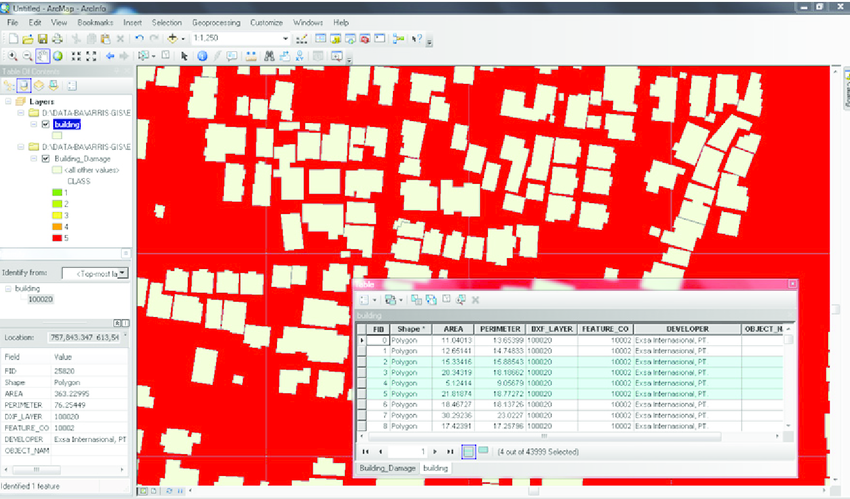 Untitled - ArcMap - ArcInfo
File Edit View Bookmarks Insert Selection Geoprocessing Customize Windows Help
1:1,250
Table Of Contents
Layers
D:\DATA-BA\ARRIS-GIS\E
building
D:\DATA-BA\ARRIS-GIS\E
Building_Damage
<all other values>
CLASS
1
2
3
4
5
Identify from: <Top-most la
building
100020
Location: 757,843.347 613,54
Field Value
FID 25820
Shape Polygon
AREA 363.22995
PERIMETER 76.25449
DXF_LAYER 100020
FEATURE_CO 10002
DEVELOPER Exsa Internasional, PT
OBJECT_NAM
Identified 1 feature
Table
building
FID Shape * AREA PERIMETER DXF_LAYER FEATURE_CO DEVELOPER OBJECT_NA
0 Polygon 11.04013 13.65399 100020 10002 Exsa Internasional, PT.
1 Polygon 12.65141 14.74833 100020 10002 Exsa Internasional, PT.
2 Polygon 15.33416 15.88543 100020 10002 Exsa Internasional, PT.
3 Polygon 20.34319 18.18662 100020 10002 Exsa Internasional, PT.
4 Polygon 5.12414 9.05679 100020 10002 Exsa Internasional, PT.
5 Polygon 21.81874 18.77272 100020 10002 Exsa Internasional, PT.
6 Polygon 18.46727 18.13726 100020 10002 Exsa Internasional, PT.
7 Polygon 30.29236 23.0227 100020 10002 Exsa Internasional, PT.
8 Polygon 17.42391 17.25796 100020 10002 Exsa Internasional, PT.
1 (4 out of 43999 Selected)
Building_Damage building